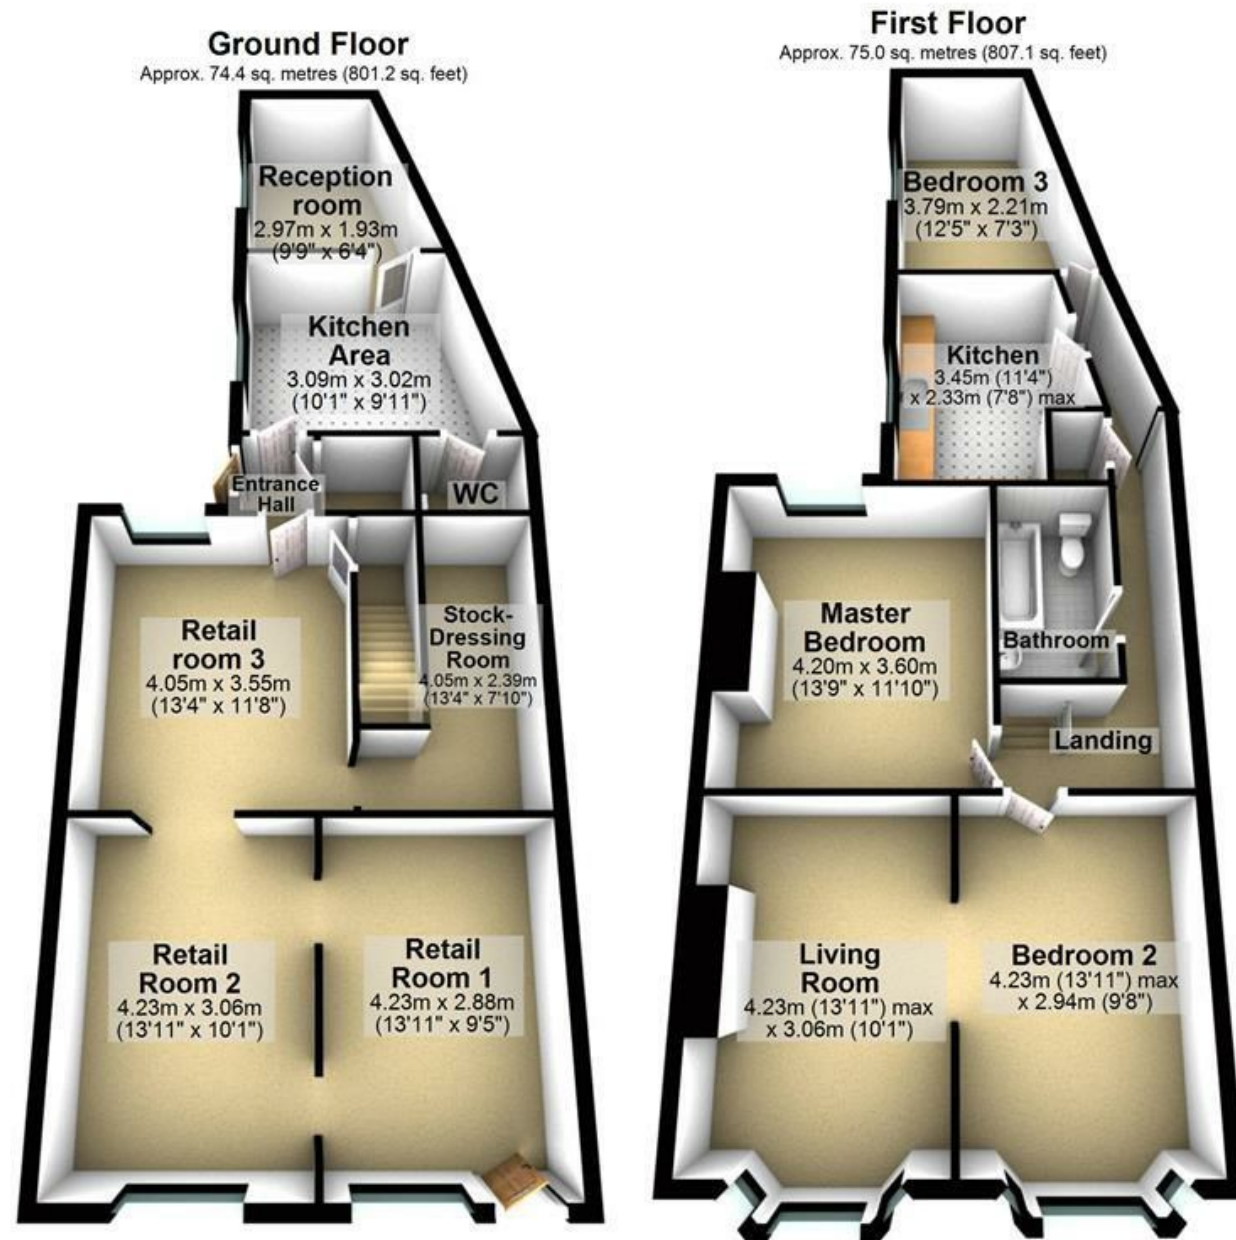 Ground Floor
Approx. 74.4 sq. metres (801.2 sq. feet)
Reception
room
2.97m x 1.93m
(9'9" x 6'4")
Kitchen
Area
3.09m x 3.02m
(10'1" x 9'11")
Entrance
Hall
WC
Retail
room 3
4.05m x 3.55m
(13'4" x 11'8")
Stock-
Dressing
Room
4.05m x 2.39m
(13'4" x 7'10")
Retail
Room 2
4.23m x 3.06m
(13'11" x 10'1")
Retail
Room 1
4.23m x 2.88m
(13'11" x 9'5")
First Floor
Approx. 75.0 sq. metres (807.1 sq. feet)
Bedroom 3
3.79m x 2.21m
(12'5" x 7'3")
Kitchen
3.45m (11'4")
x 2.33m (7'8") max
Master
Bedroom
4.20m x 3.60m
(13'9" x 11'10")
Bathroom
Landing
Living
Room
4.23m (13'11") max
x 3.06m (10'1")
Bedroom 2
4.23m (13'11") max
x 2.94m (9'8")